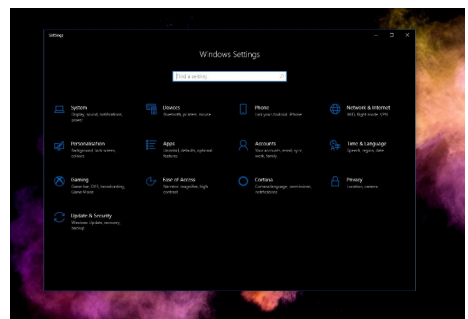 Settings
Windows Settings
Find a setting
System
Display, sound, notifications,
power
Devices
Bluetooth, printers, mouse
Phone
Link your Android, iPhone
Network & Internet
Wi-Fi, flight mode, VPN
Personalisation
Background, lock screen,
colours
Apps
Uninstall, defaults, optional
features
Accounts
Your accounts, email, sync,
work, family
Time & Language
Speech, region, date
Gaming
Game bar, DVR, broadcasting,
Game Mode
Ease of Access
Narrator, magnifier, high
contrast
Cortana
Cortana language, permissions,
notifications
Privacy
Location, camera
Update & Security
Windows Update, recovery,
backup